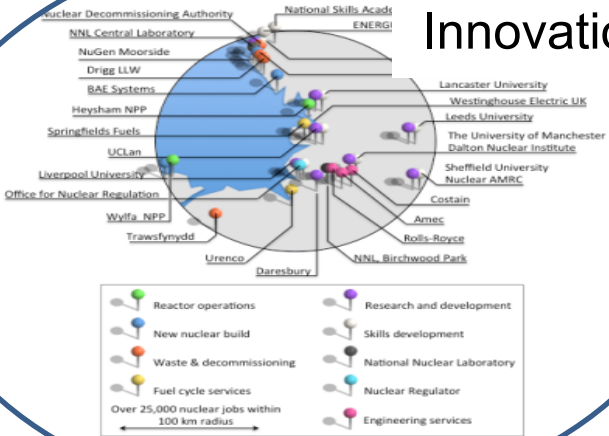 Nuclear Decommissioning Authority
National Skills
Innovatio
NNL Central Laboratory
NuGen Moorside
Drigg LLW
BAE Systems
Heysham NPP
Springfields Fuels
UCLan
Liverpool University
Office for Nuclear Regulation
Wylfa NPP
Trawsfynydd
Urenco
Daresbury
Lancaster University
Westinghouse Electric UK
Leeds University
The University of Manchester
Dalton Nuclear Institute
Sheffield University
Nuclear AMRC
Costain
Amec
Rolls-Royce
NNL, Birchwood Park
Reactor operations
New nuclear build
Waste & decommissioning
Fuel cycle services
Over 25,000 nuclear jobs within
100 km radius
Research and development
Skills development
National Nuclear Laboratory
Nuclear Regulator
Engineering services